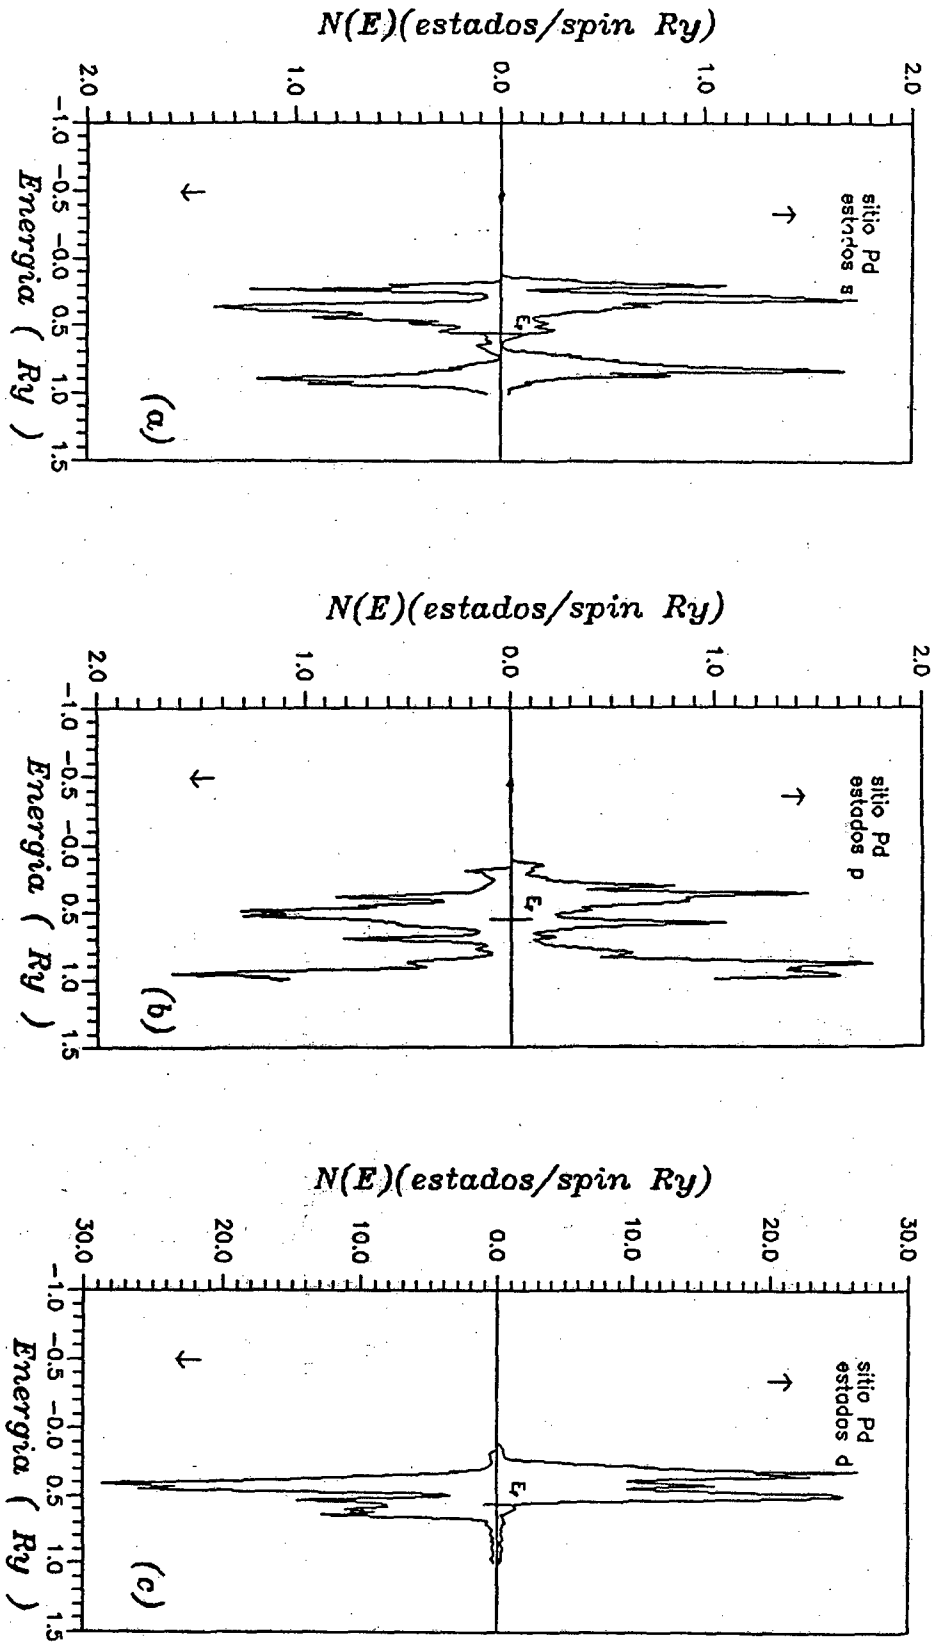 N(E)(estados/spin Ry)
2.0
1.0
0.0
1.0
2.0
sitio Pd
estados s
E_F
-1.0 -0.5 -0.0 0.5 1.0 1.5
Energia ( Ry )
(a)
N(E)(estados/spin Ry)
2.0
1.0
0.0
1.0
2.0
sitio Pd
estados p
E_F
-1.0 -0.5 -0.0 0.5 1.0 1.5
Energia ( Ry )
(b)
N(E)(estados/spin Ry)
30.0
20.0
10.0
0.0
10.0
20.0
30.0
sitio Pd
estados d
E_F
-1.0 -0.5 -0.0 0.5 1.0 1.5
Energia ( Ry )
(c)